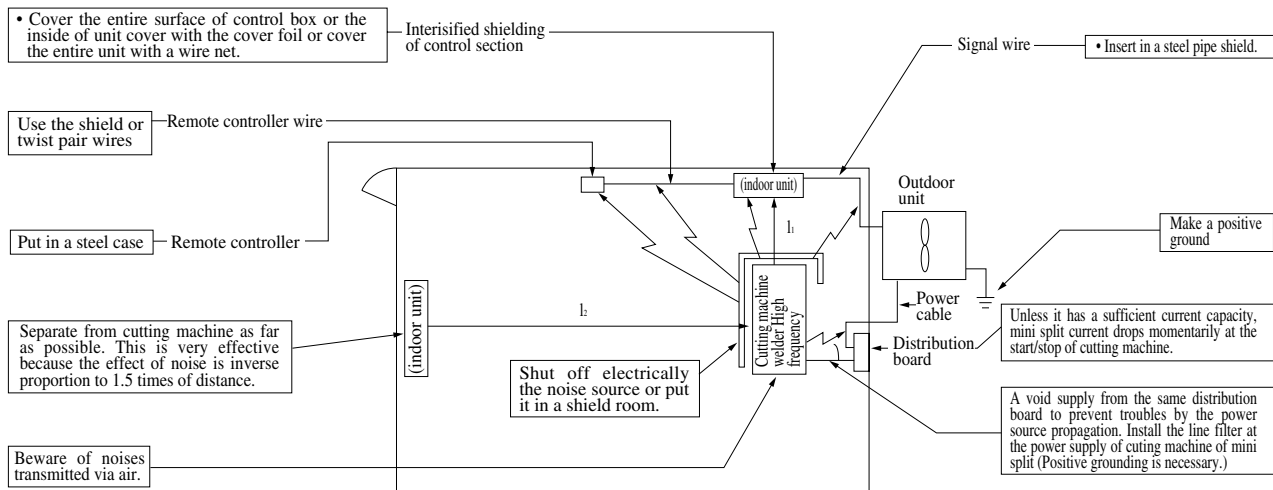 • Cover the entire surface of control box or the
inside of unit cover with the cover foil or cover
the entire unit with a wire net.
Interisified shielding
of control section
Signal wire
• Insert in a steel pipe shield.
Use the shield or
twist pair wires
Remote controller wire
(indoor unit)
Outdoor
unit
Put in a steel case
Remote controller
l1
Make a positive
ground
Separate from cutting machine as far
as possible. This is very effective
because the effect of noise is inverse
proportion to 1.5 times of distance.
(indoor unit)
l2
Cutting machine
welder High
frequency
Power
cable
Distribution
board
Unless it has a sufficient current capacity,
mini split current drops momentarily at the
start/stop of cutting machine.
Shut off electrically
the noise source or put
it in a shield room.
A void supply from the same distribution
board to prevent troubles by the power
source propagation. Install the line filter at
the power supply of cuting machine of mini
split (Positive grounding is necessary.)
Beware of noises
transmitted via air.